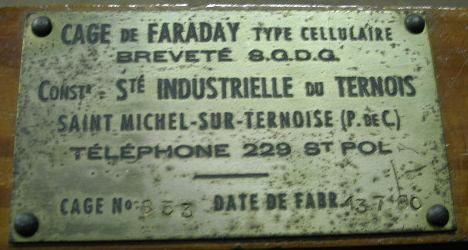 CAGE DE FARADAY TYPE CELLULAIRE
BREVETÉ S.G.D.G.
CONSTR - STÉ INDUSTRIELLE DU TERNOIS
SAINT MICHEL-SUR-TERNOISE (P. DE C.)
TÉLÉPHONE 229 ST POL
CAGE No DATE DE FABR.